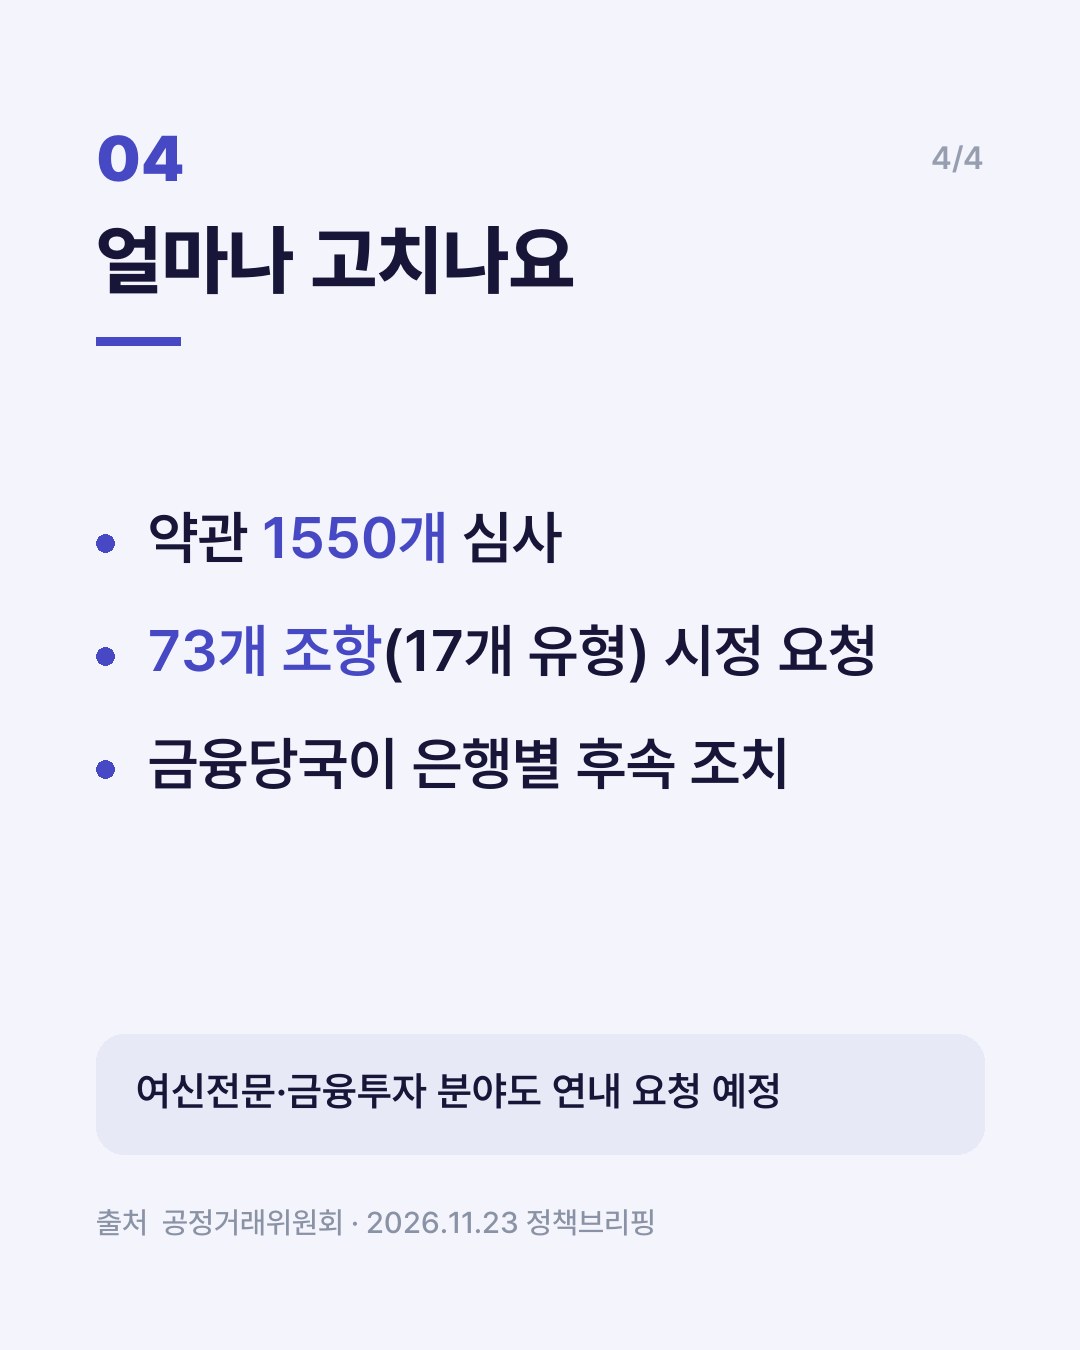 04
4/4
얼마나 고치나요
약관 1550개 심사
73개 조항(17개 유형) 시정 요청
금융당국이 은행별 후속 조치
여신전문·금융투자 분야도 연내 요청 예정
출처 공정거래위원회 · 2026.11.23 정책브리핑